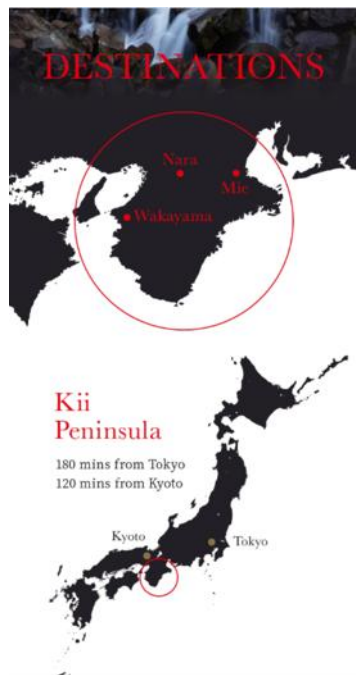 DESTINATIONS
Nara
Mie
Wakayama
Kii
Peninsula
180 mins from Tokyo
120 mins from Kyoto
Kyoto
Tokyo